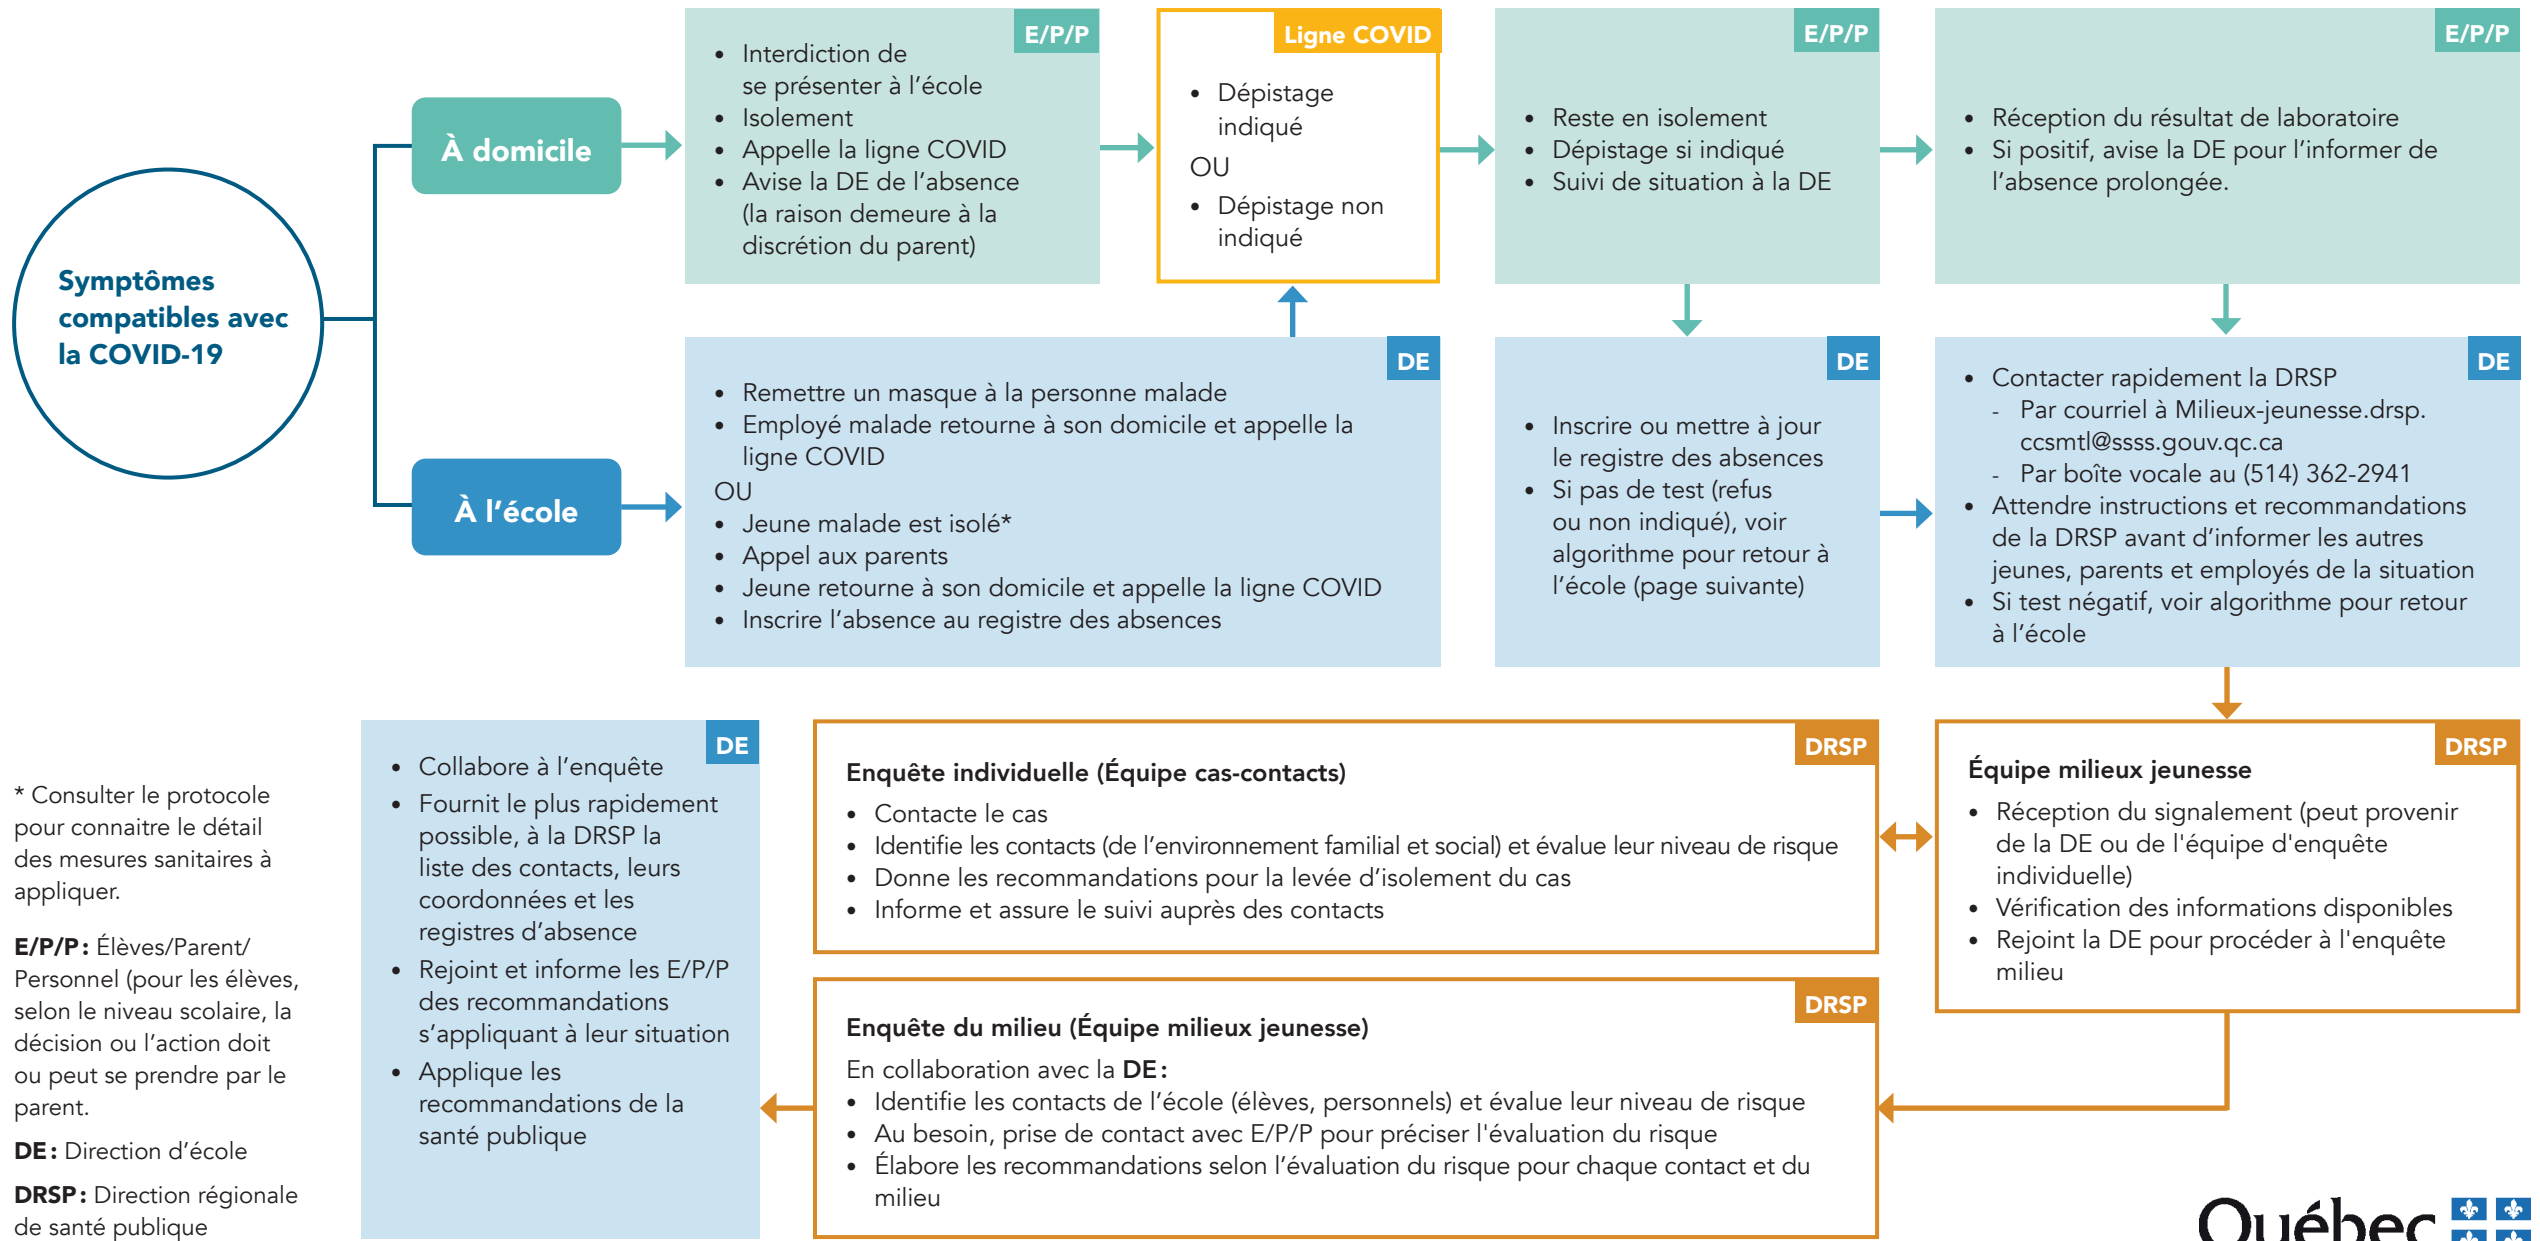 Symptômes
compatibles avec
la COVID-19
À domicile
À l’école
E/P/P
• Interdiction de
se présenter à l’école
• Isolement
• Appelle la ligne COVID
• Avise la DE de l’absence
(la raison demeure à la
discrétion du parent)
Ligne COVID
• Dépistage
indiqué
OU
• Dépistage non
indiqué
E/P/P
• Reste en isolement
• Dépistage si indiqué
• Suivi de situation à la DE
E/P/P
• Réception du résultat de laboratoire
• Si positif, avise la DE pour l’informer de
l’absence prolongée.
DE
• Remettre un masque à la personne malade
• Employé malade retourne à son domicile et appelle la
ligne COVID
OU
• Jeune malade est isolé*
• Appel aux parents
• Jeune retourne à son domicile et appelle la ligne COVID
• Inscrire l’absence au registre des absences
DE
• Inscrire ou mettre à jour
le registre des absences
• Si pas de test (refus
ou non indiqué), voir
algorithme pour retour à
l’école (page suivante)
DE
• Contacter rapidement la DRSP
- Par courriel à Milieux-jeunesse.drsp.
ccsmtl@ssss.gouv.qc.ca
- Par boîte vocale au (514) 362-2941
• Attendre instructions et recommandations
de la DRSP avant d’informer les autres
jeunes, parents et employés de la situation
• Si test négatif, voir algorithme pour retour
à l’école
DRSP
Équipe milieux jeunesse
• Réception du signalement (peut provenir
de la DE ou de l'équipe d'enquête
individuelle)
• Vérification des informations disponibles
• Rejoint la DE pour procéder à l'enquête
milieu
DRSP
Enquête individuelle (Équipe cas-contacts)
• Contacte le cas
• Identifie les contacts (de l’environnement familial et social) et évalue leur niveau de risque
• Donne les recommandations pour la levée d’isolement du cas
• Informe et assure le suivi auprès des contacts
DRSP
Enquête du milieu (Équipe milieux jeunesse)
En collaboration avec la DE :
• Identifie les contacts de l’école (élèves, personnels) et évalue leur niveau de risque
• Au besoin, prise de contact avec E/P/P pour préciser l'évaluation du risque
• Élabore les recommandations selon l’évaluation du risque pour chaque contact et du
milieu
DE
• Collabore à l’enquête
• Fournit le plus rapidement
possible, à la DRSP la
liste des contacts, leurs
coordonnées et les
registres d’absence
• Rejoint et informe les E/P/P
des recommandations
s’appliquant à leur situation
• Applique les
recommandations de la
santé publique
* Consulter le protocole
pour connaitre le détail
des mesures sanitaires à
appliquer.
E/P/P : Élèves/Parent/
Personnel (pour les élèves,
selon le niveau scolaire, la
décision ou l’action doit
ou peut se prendre par le
parent.
DE : Direction d’école
DRSP : Direction régionale
de santé publique
Québec